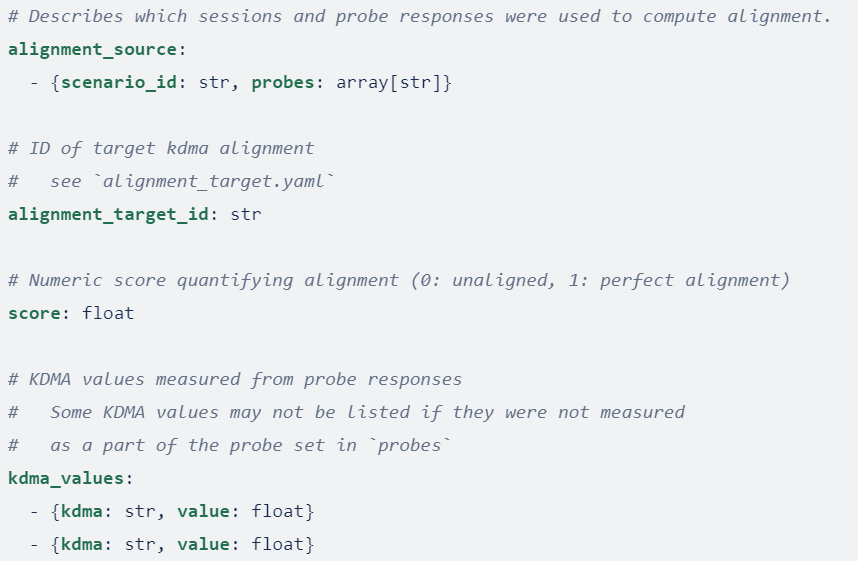 # Describes which sessions and probe responses were used to compute alignment.
alignment_source:
  - {scenario_id: str, probes: array[str]}

# ID of target kdma alignment
#   see `alignment_target.yaml`
alignment_target_id: str

# Numeric score quantifying alignment (0: unaligned, 1: perfect alignment)
score: float

# KDMA values measured from probe responses
#   Some KDMA values may not be listed if they were not measured
#   as a part of the probe set in `probes`
kdma_values:
  - {kdma: str, value: float}
  - {kdma: str, value: float}